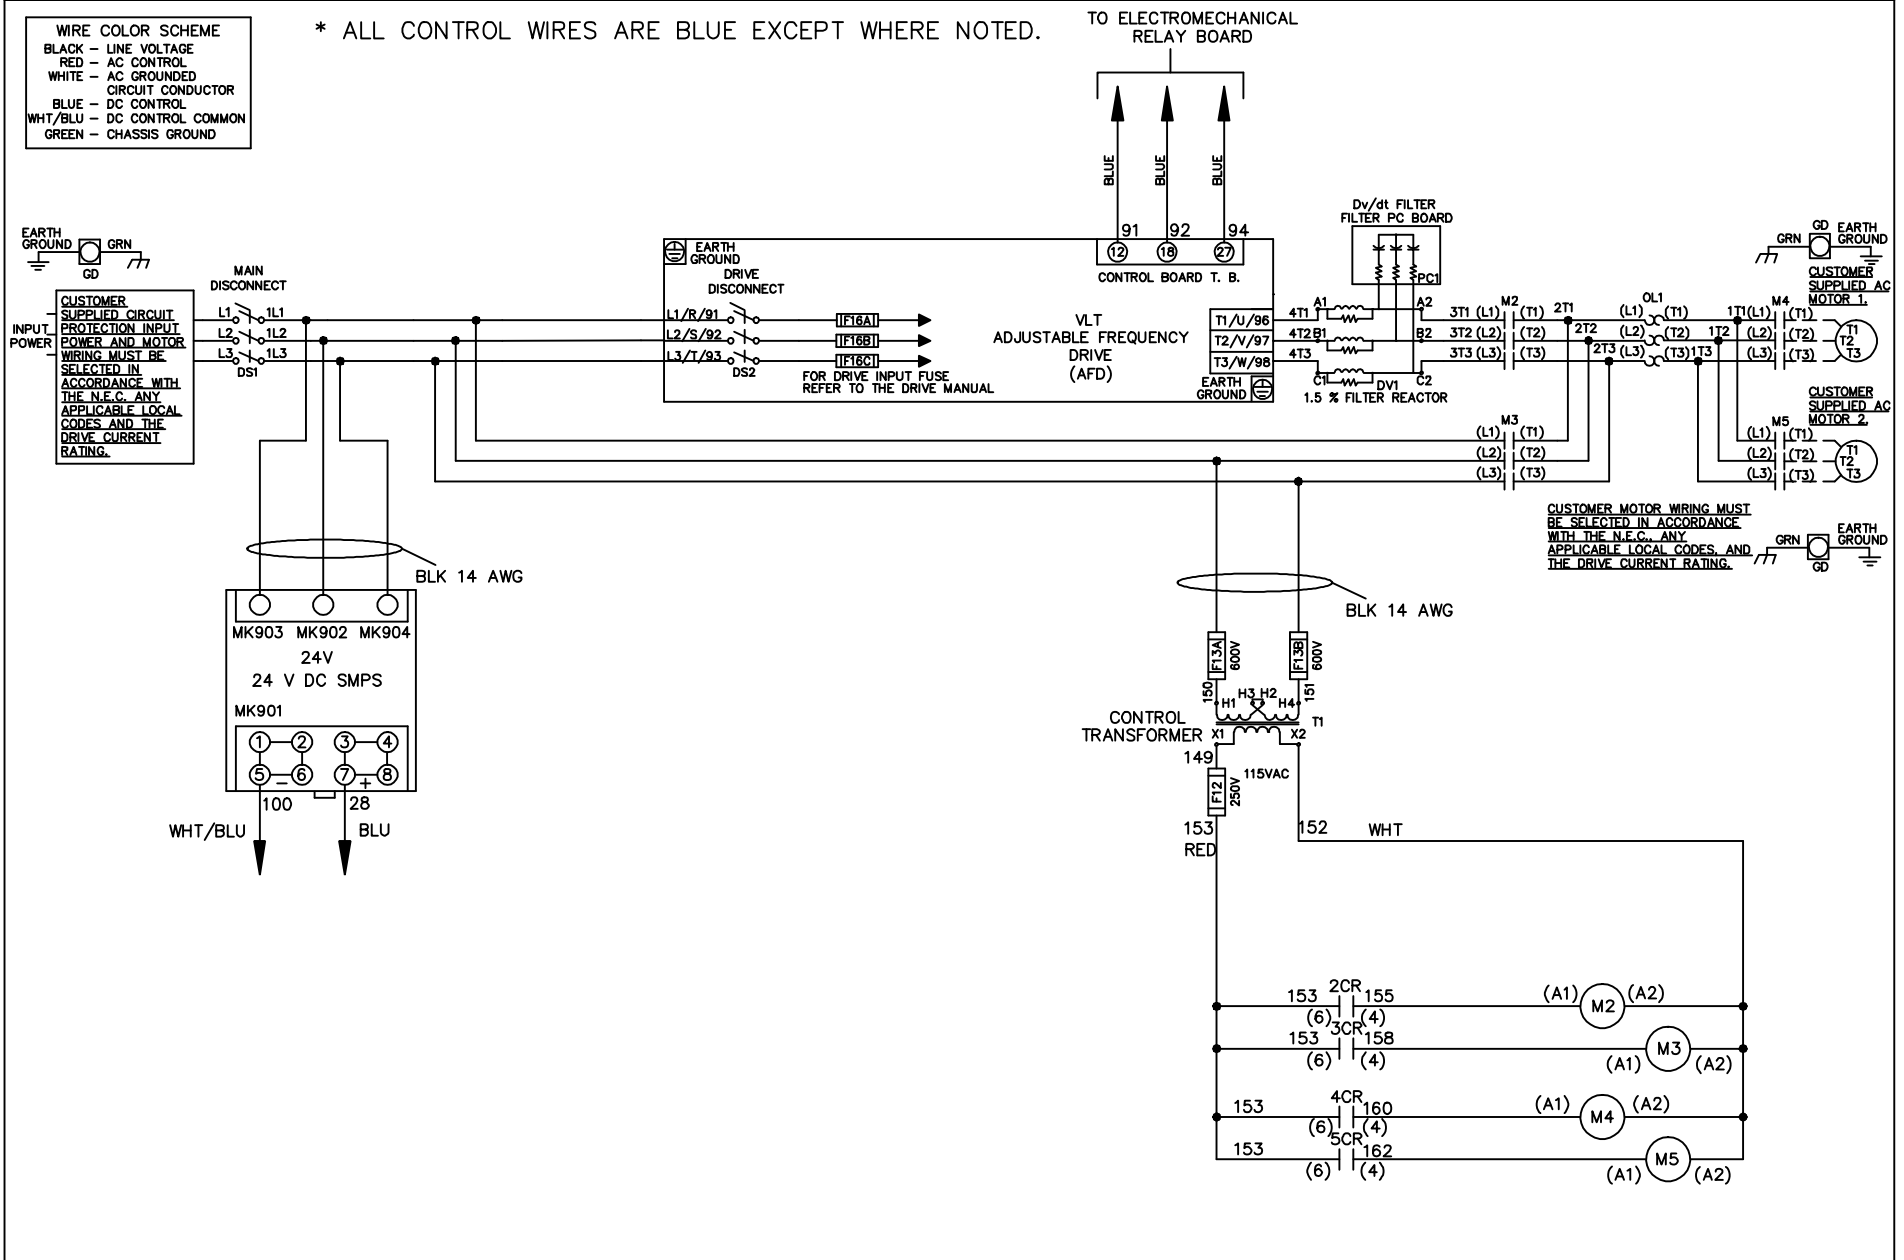 WIRE COLOR SCHEME
BLACK – LINE VOLTAGE
RED – AC CONTROL
WHITE – AC GROUNDED
CIRCUIT CONDUCTOR
BLUE – DC CONTROL
WHT/BLU – DC CONTROL COMMON
GREEN – CHASSIS GROUND
* ALL CONTROL WIRES ARE BLUE EXCEPT WHERE NOTED.
TO ELECTROMECHANICAL
RELAY BOARD
BLUE
BLUE
BLUE
91
92
94
12
18
27
CONTROL BOARD T. B.
EARTH
GROUND
GRN
GD
INPUT
POWER
CUSTOMER
SUPPLIED CIRCUIT
PROTECTION INPUT
POWER AND MOTOR
WIRING MUST BE
SELECTED IN
ACCORDANCE WITH
THE N.E.C. ANY
APPLICABLE LOCAL
CODES AND THE
DRIVE CURRENT
RATING.
MAIN
DISCONNECT
L1 1L1
L2 1L2
L3 1L3
DS1
EARTH
GROUND
DRIVE
DISCONNECT
L1/R/91
L2/S/92
L3/T/93
DS2
F16A
F16B
F16C
FOR DRIVE INPUT FUSE
REFER TO THE DRIVE MANUAL
VLT
ADJUSTABLE FREQUENCY
DRIVE
(AFD)
T1/U/96
T2/V/97
T3/W/98
EARTH
GROUND
Dv/dt FILTER
FILTER PC BOARD
PC1
4T1 A1 A2
4T2 B1 B2
4T3 C1 C2
DV1
1.5 % FILTER REACTOR
M2
3T1 (L1) (T1) 2T1
3T2 (L2) (T2) 2T2
3T3 (L3) (T3) 2T3
OL1
(L1) (T1) 1T1
(L2) (T2) 1T2
(L3) (T3) 1T3
M4
(L1) (T1)
(L2) (T2)
(L3) (T3)
T1
T2
T3
GD
GRN
EARTH
GROUND
CUSTOMER
SUPPLIED AC
MOTOR 1.
M3
(L1) (T1)
(L2) (T2)
(L3) (T3)
M5
(L1) (T1)
(L2) (T2)
(L3) (T3)
T1
T2
T3
CUSTOMER
SUPPLIED AC
MOTOR 2.
CUSTOMER MOTOR WIRING MUST
BE SELECTED IN ACCORDANCE
WITH THE N.E.C., ANY
APPLICABLE LOCAL CODES, AND
THE DRIVE CURRENT RATING.
GRN
GD
EARTH
GROUND
BLK 14 AWG
MK903 MK902 MK904
24V
24 V DC SMPS
MK901
1 2 3 4
5 6 7 8
– +
100 28
WHT/BLU BLU
BLK 14 AWG
F13A
600V
F13B
600V
150
151
H1 H3 H2 H4
T1
CONTROL
TRANSFORMER
X1 X2
149
115VAC
F12
250V
153
RED
152 WHT
153 2CR 155 (A1) M2 (A2)
(6) (4)
153 3CR 158 (A1) M3 (A2)
(6) (4)
153 4CR 160 (A1) M4 (A2)
(6) (4)
153 5CR 162 (A1) M5 (A2)
(6) (4)